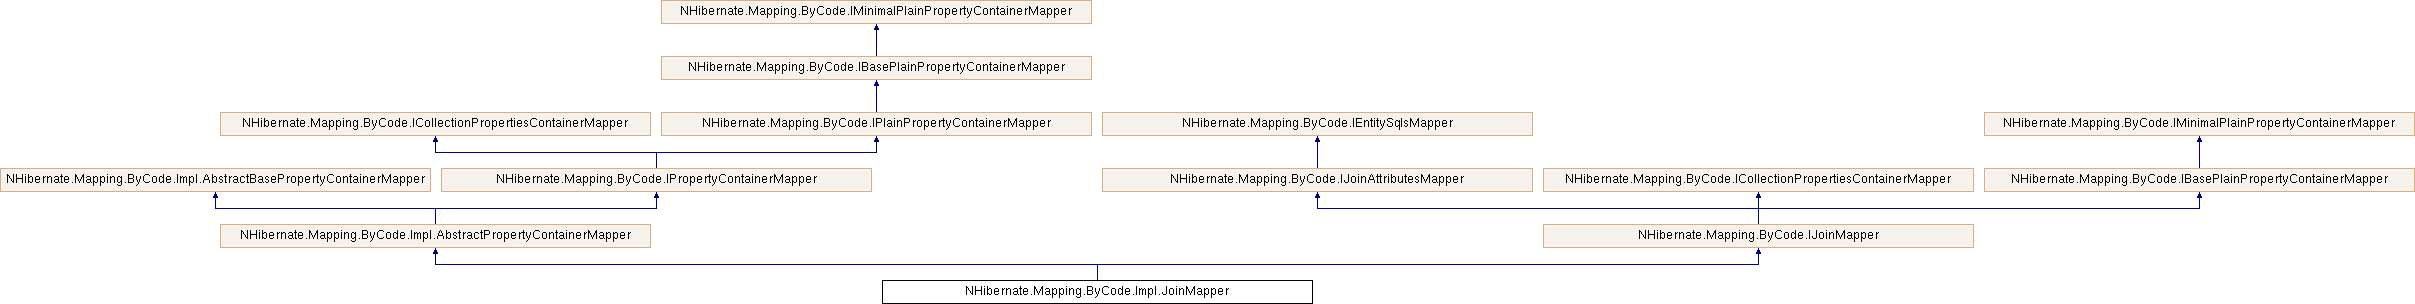 NHibernate.Mapping.ByCode.IMinimalPlainPropertyContainerMapper
NHibernate.Mapping.ByCode.IBasePlainPropertyContainerMapper
NHibernate.Mapping.ByCode.ICollectionPropertiesContainerMapper
NHibernate.Mapping.ByCode.IPlainPropertyContainerMapper
NHibernate.Mapping.ByCode.IEntitySqlsMapper
NHibernate.Mapping.ByCode.IMinimalPlainPropertyContainerMapper
NHibernate.Mapping.ByCode.Impl.AbstractBasePropertyContainerMapper
NHibernate.Mapping.ByCode.IPropertyContainerMapper
NHibernate.Mapping.ByCode.IJoinAttributesMapper
NHibernate.Mapping.ByCode.ICollectionPropertiesContainerMapper
NHibernate.Mapping.ByCode.IBasePlainPropertyContainerMapper
NHibernate.Mapping.ByCode.Impl.AbstractPropertyContainerMapper
NHibernate.Mapping.ByCode.IJoinMapper
NHibernate.Mapping.ByCode.Impl.JoinMapper